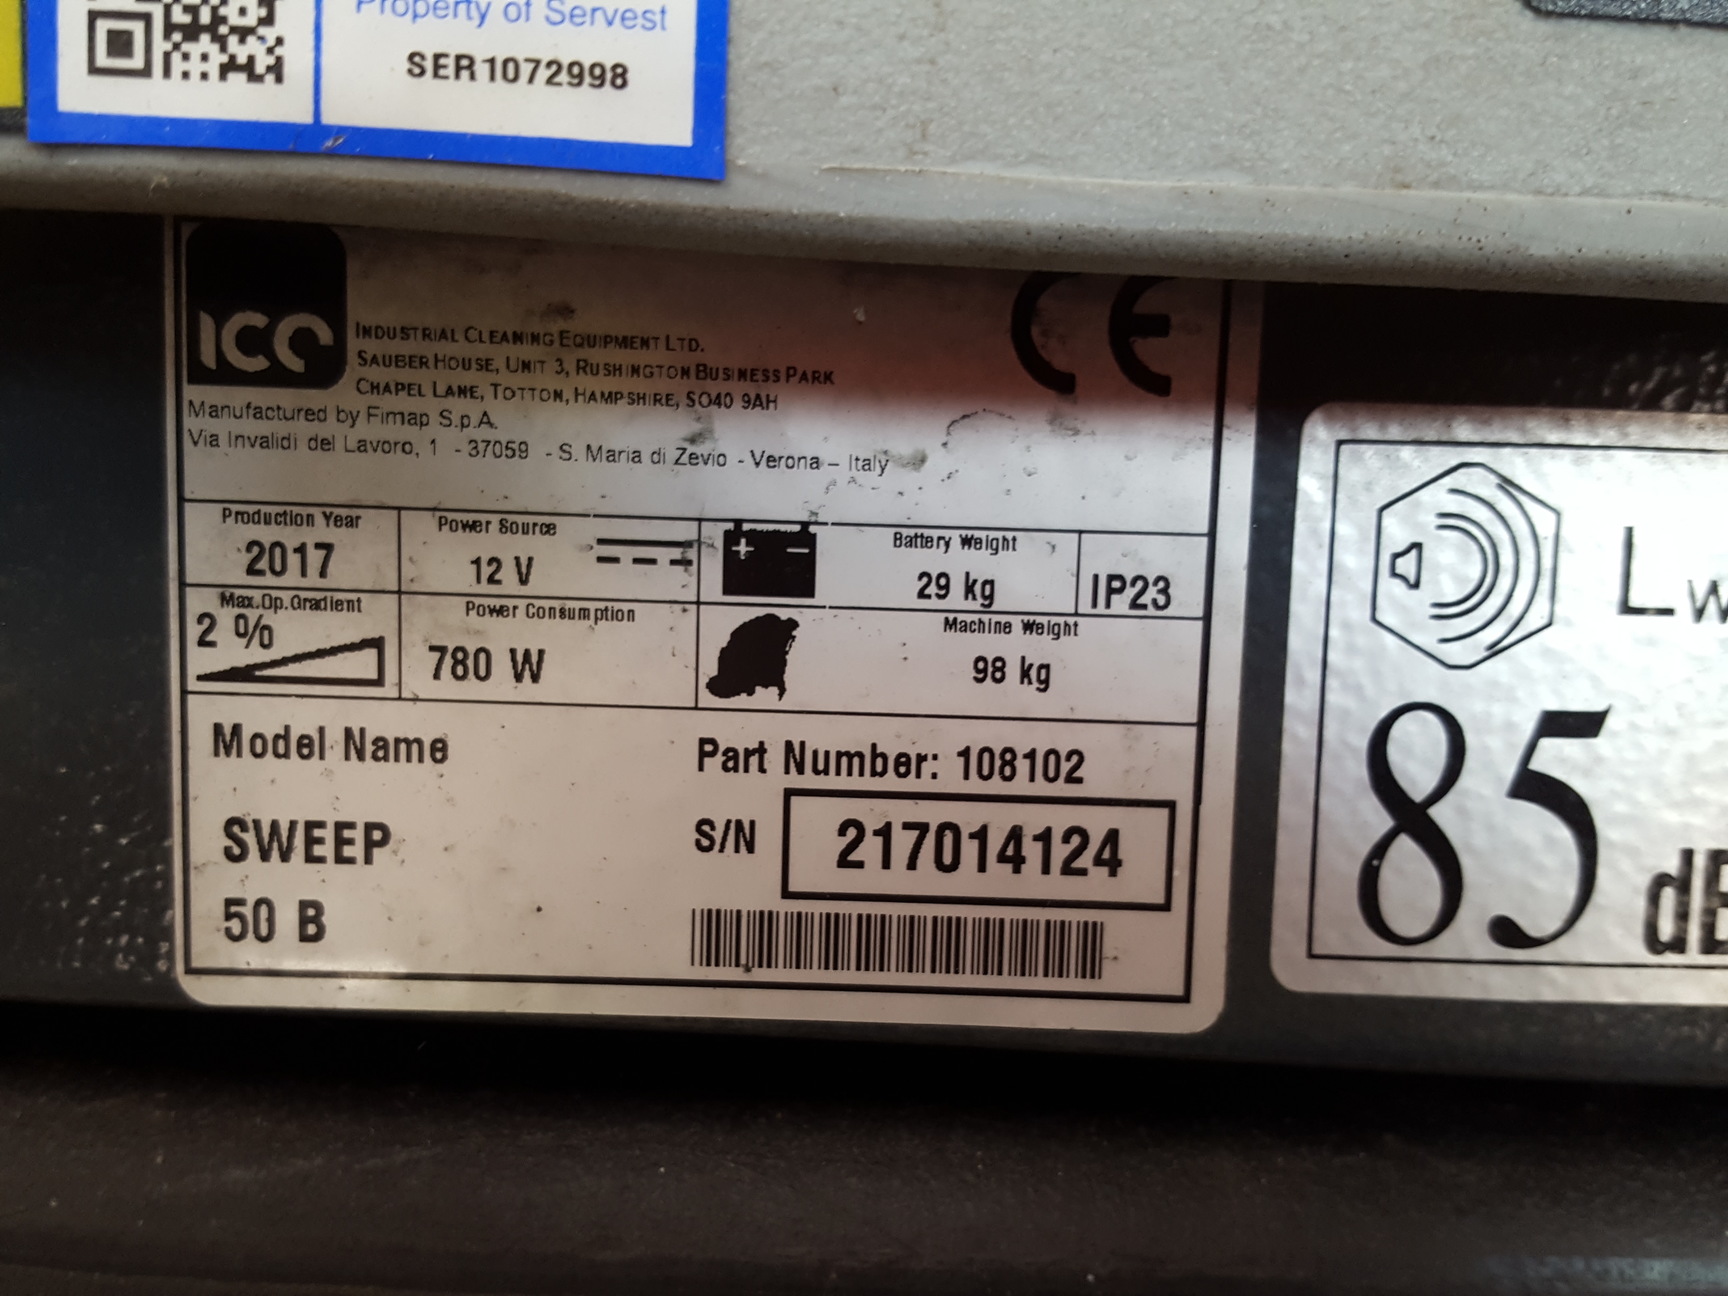 Property of Servest
SER1072998
ICE
INDUSTRIAL CLEANING EQUIPMENT LTD.
SAUBER HOUSE, UNIT 3, RUSHINGTON BUSINESS PARK
CHAPEL LANE, TOTTON, HAMPSHIRE, SO40 9AH
CE
Manufactured by Fimap S.p.A.
Via Invalidi del Lavoro, 1 - 37059 - S. Maria di Zevio - Verona – Italy
Production Year
2017
Power Source
12 V
+ −
Battery Weight
29 kg
IP23
Max.Op.Gradient
2 %
Power Consumption
780 W
Machine Weight
98 kg
Model Name
Part Number: 108102
SWEEP
50 B
S/N
217014124
LW
85
dB